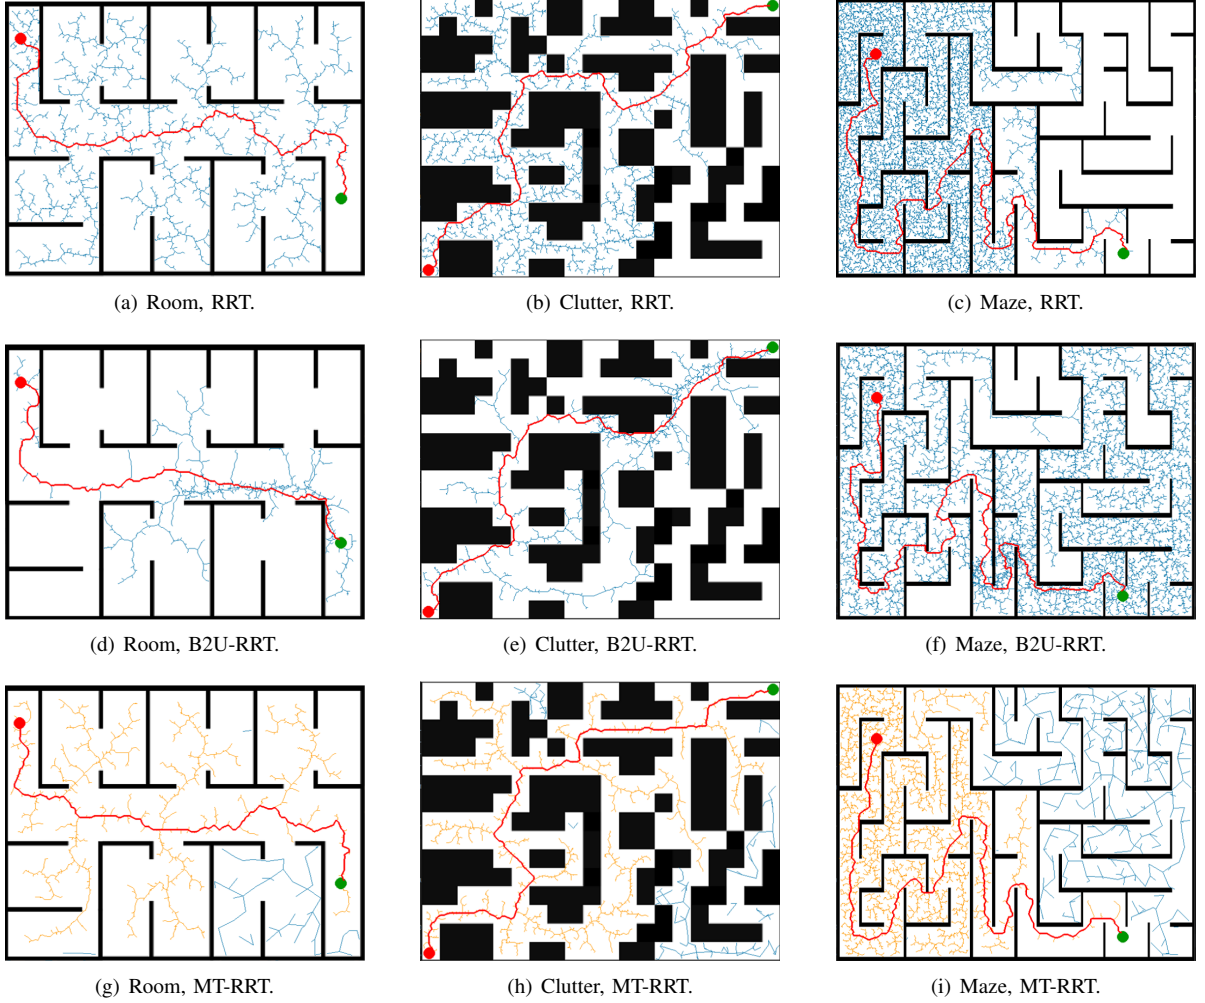 (a) Room, RRT.
(b) Clutter, RRT.
(c) Maze, RRT.
(d) Room, B2U-RRT.
(e) Clutter, B2U-RRT.
(f) Maze, B2U-RRT.
(g) Room, MT-RRT.
(h) Clutter, MT-RRT.
(i) Maze, MT-RRT.